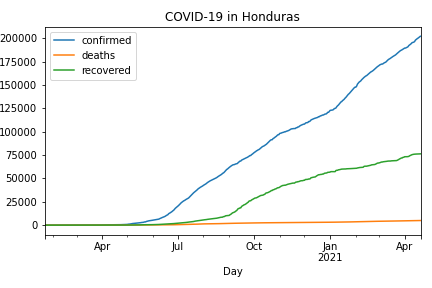 COVID-19 in Honduras
confirmed
deaths
recovered
200000
175000
150000
125000
100000
75000
50000
25000
0
Apr Jul Oct Jan Apr
2021
Day